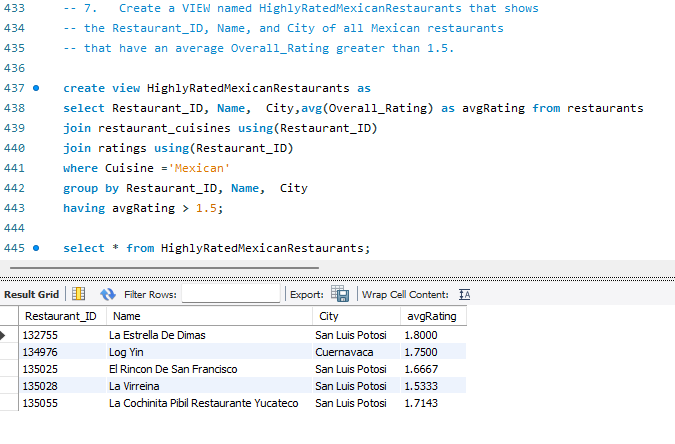 433 -- 7. Create a VIEW named HighlyRatedMexicanRestaurants that shows
434 -- the Restaurant_ID, Name, and City of all Mexican restaurants
435 -- that have an average Overall_Rating greater than 1.5.
436
437 create view HighlyRatedMexicanRestaurants as
438 select Restaurant_ID, Name, City,avg(Overall_Rating) as avgRating from restaurants
439 join restaurant_cuisines using(Restaurant_ID)
440 join ratings using(Restaurant_ID)
441 where Cuisine ='Mexican'
442 group by Restaurant_ID, Name, City
443 having avgRating > 1.5;
444
445 select * from HighlyRatedMexicanRestaurants;
Result Grid Filter Rows: Export: Wrap Cell Content: IA
Restaurant_ID Name City avgRating
132755 La Estrella De Dimas San Luis Potosi 1.8000
134976 Log Yin Cuernavaca 1.7500
135025 El Rincon De San Francisco San Luis Potosi 1.6667
135028 La Virreina San Luis Potosi 1.5333
135055 La Cochinita Pibil Restaurante Yucateco San Luis Potosi 1.7143